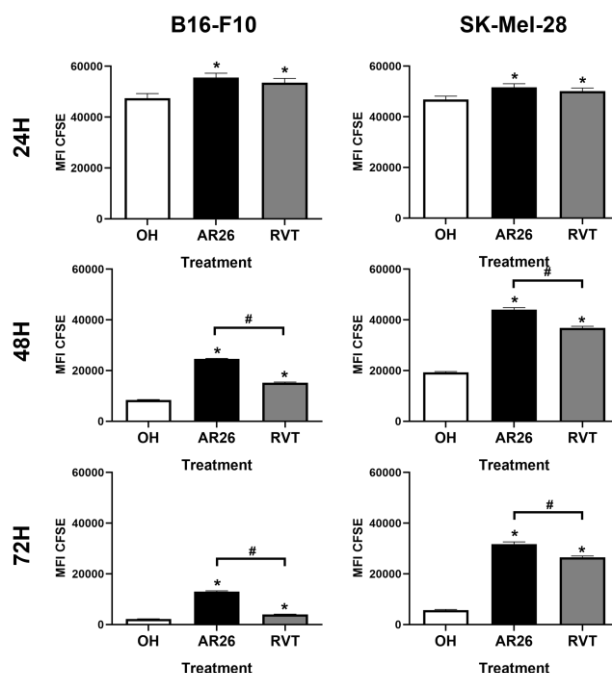 B16-F10
SK-Mel-28
24H
MFI CFSE
60000
40000
20000
0
*
*
OH AR26 RVT
Treatment
MFI CFSE
60000
40000
20000
0
*
*
OH AR26 RVT
Treatment
48H
MFI CFSE
60000
40000
20000
0
#
*
*
OH AR26 RVT
Treatment
MFI CFSE
60000
40000
20000
0
#
*
*
OH AR26 RVT
Treatment
72H
MFI CFSE
60000
40000
20000
0
#
*
*
OH AR26 RVT
Treatment
MFI CFSE
60000
40000
20000
0
#
*
*
OH AR26 RVT
Treatment